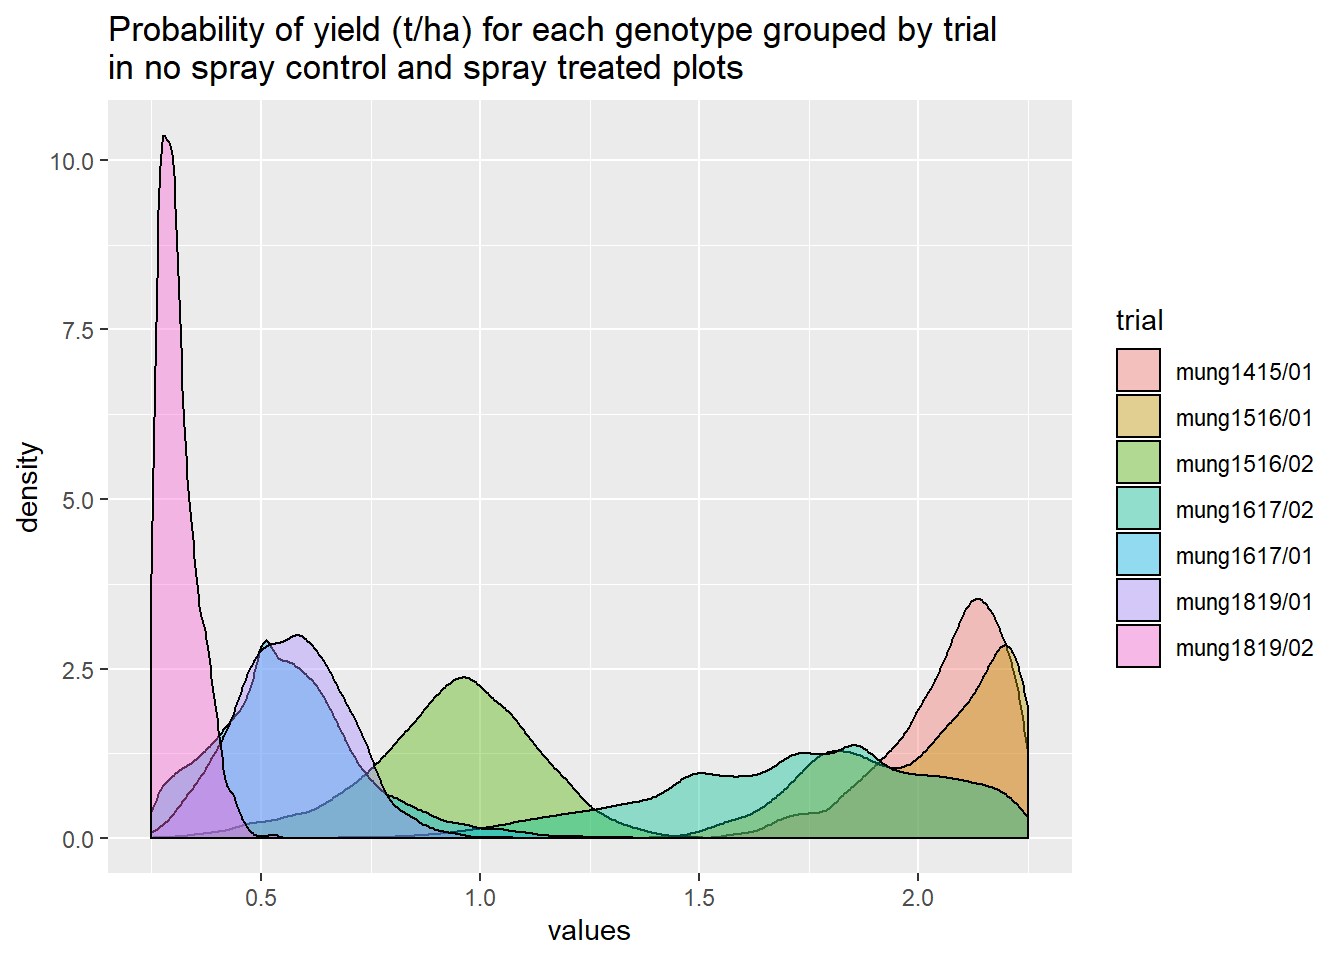 Probability of yield (t/ha) for each genotype grouped by trial
in no spray control and spray treated plots
10.0
7.5
5.0
2.5
0.0
density
0.5
1.0
1.5
2.0
values
trial
mung1415/01
mung1516/01
mung1516/02
mung1617/02
mung1617/01
mung1819/01
mung1819/02